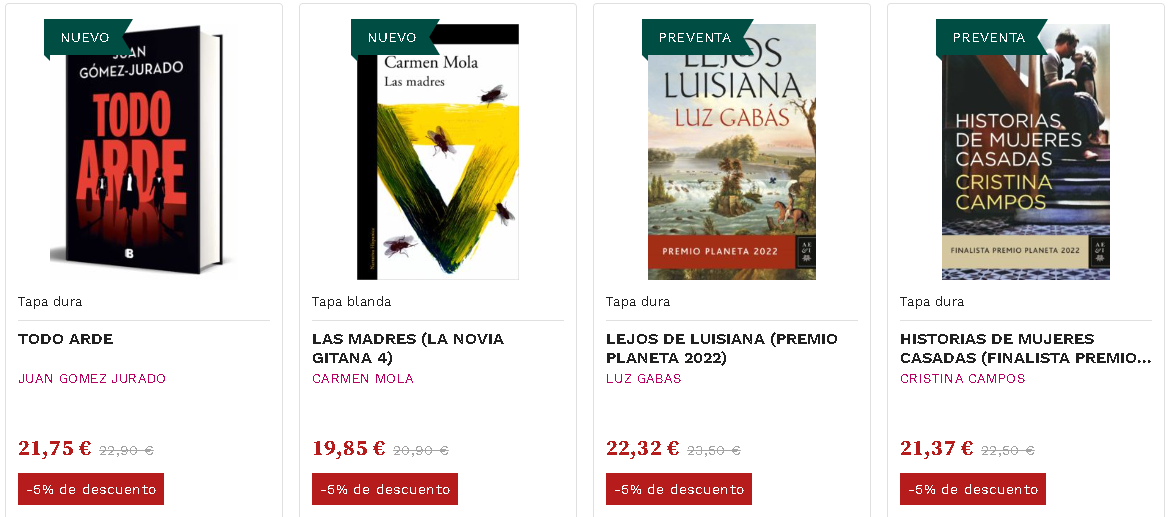 NUEVO
JUAN
GÓMEZ-JURADO
TODO
ARDE
B
Tapa dura
TODO ARDE
JUAN GOMEZ JURADO
21,75 € 22,90 €
-5% de descuento
NUEVO
Carmen Mola
Las madres
Tapa blanda
LAS MADRES (LA NOVIA
GITANA 4)
CARMEN MOLA
19,85 € 20,90 €
-5% de descuento
PREVENTA
LEJOS
LUISIANA
LUZ GABÁS
PREMIO PLANETA 2022
AE
&I
Tapa dura
LEJOS DE LUISIANA (PREMIO
PLANETA 2022)
LUZ GABAS
22,32 € 23,50 €
-5% de descuento
PREVENTA
HISTORIAS
DE MUJERES
CASADAS
CRISTINA
CAMPOS
FINALISTA PREMIO PLANETA 2022
AE
&I
Tapa dura
HISTORIAS DE MUJERES
CASADAS (FINALISTA PREMIO...
CRISTINA CAMPOS
21,37 € 22,50 €
-5% de descuento